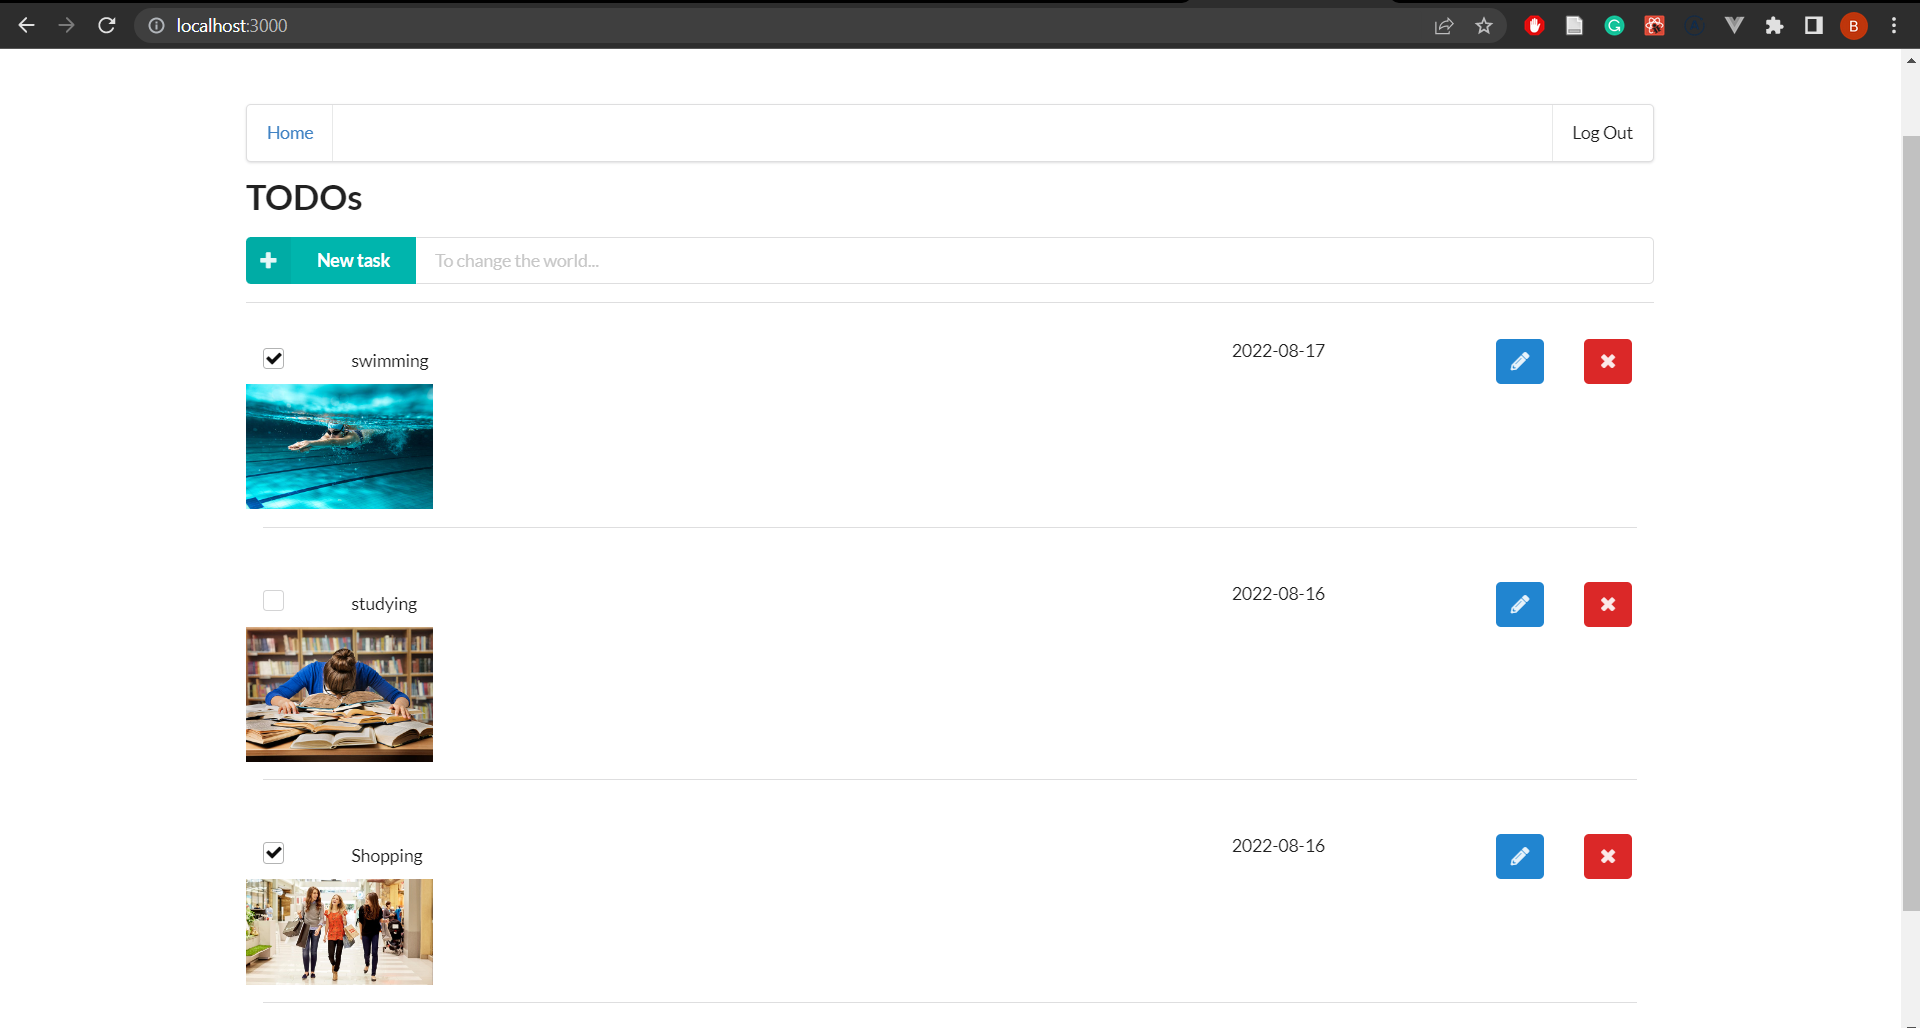 localhost:3000
B
Home
Log Out
TODOs
New task
To change the world...
swimming
2022-08-17
studying
2022-08-16
Shopping
2022-08-16